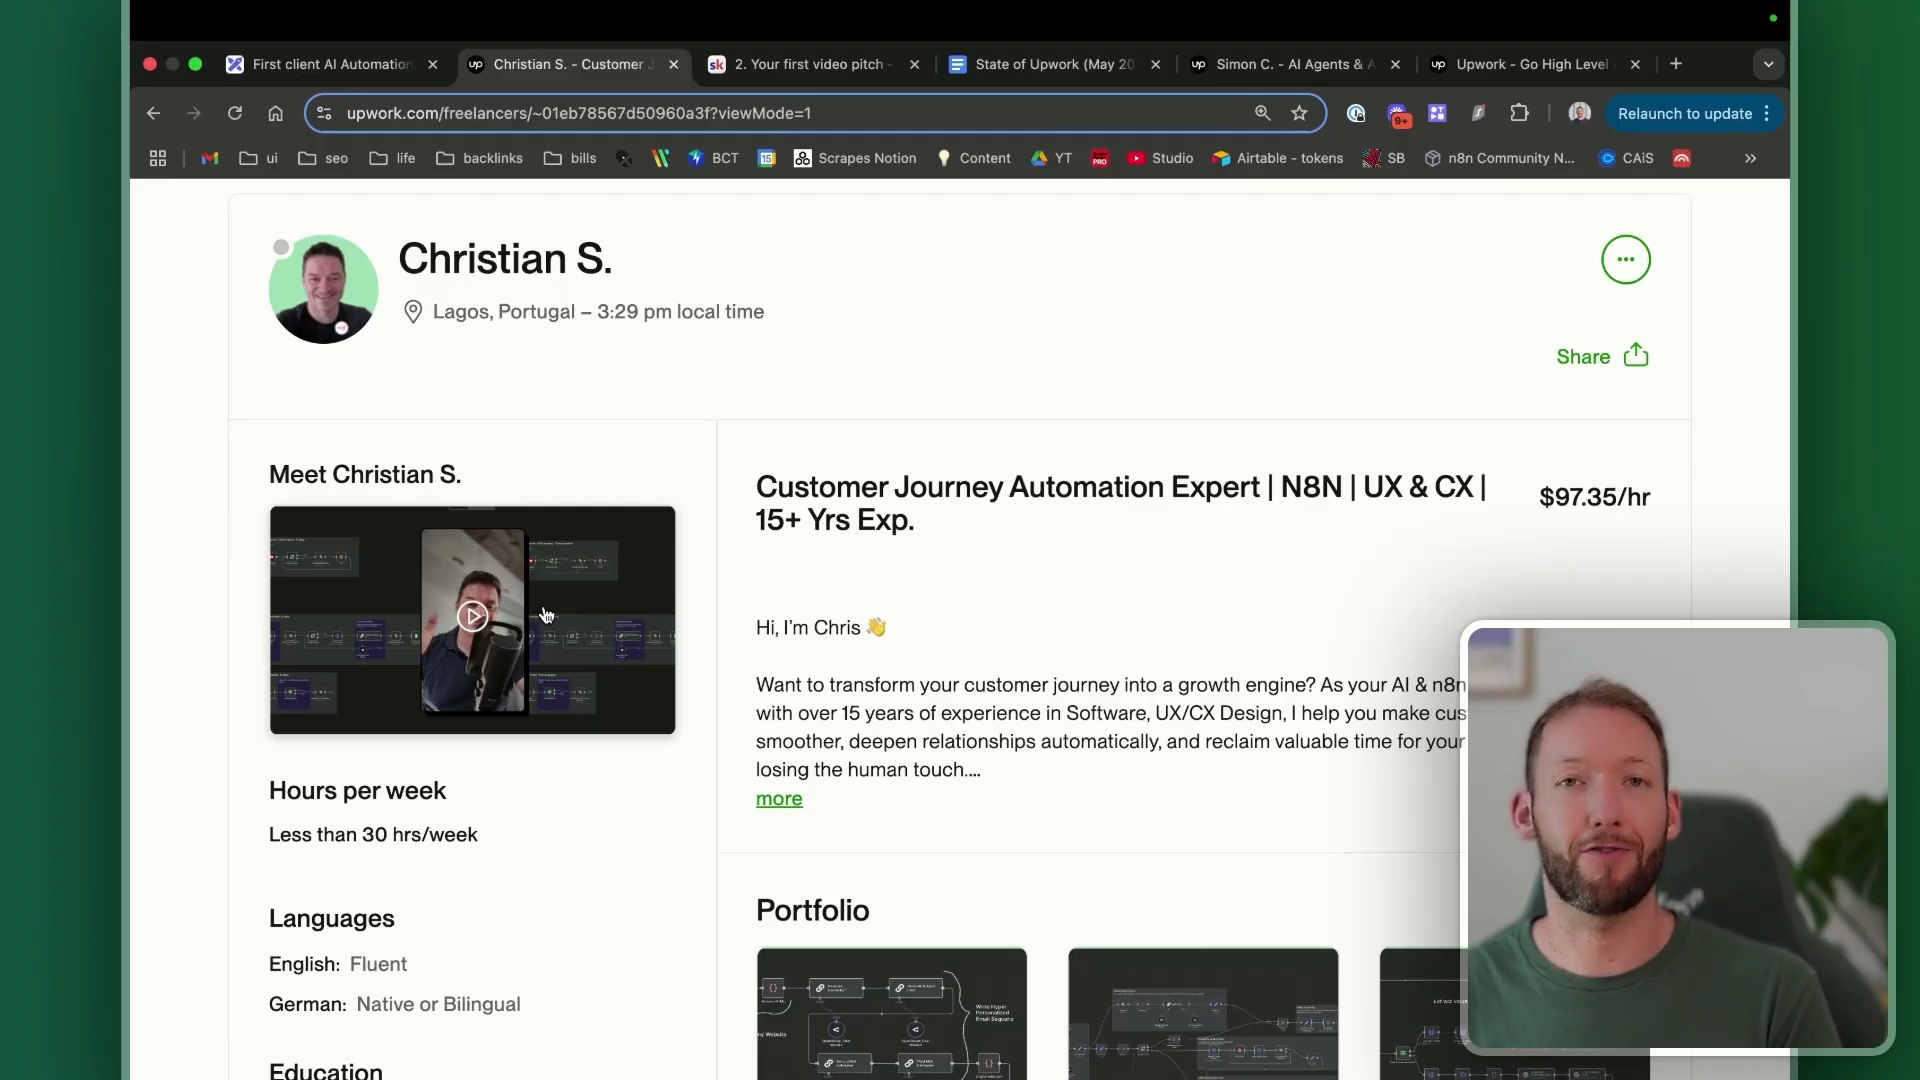 First client AI Automation
Christian S. - Customer J
2. Your first video pitch -
State of Upwork (May 20
Simon C. - AI Agents & A
Upwork - Go High Level
upwork.com/freelancers/~01eb78567d50960a3f?viewMode=1
9+
Relaunch to update
ui
seo
life
backlinks
bills
BCT
15
Scrapes Notion
Content
YT
PRO
Studio
Airtable - tokens
SB
n8n Community N...
CAiS
Christian S.
Lagos, Portugal – 3:29 pm local time
Share
Meet Christian S.
Customer Journey Automation Expert | N8N | UX & CX |
15+ Yrs Exp.
$97.35/hr
Hi, I'm Chris 👋
Want to transform your customer journey into a growth engine? As your AI & n8n
with over 15 years of experience in Software, UX/CX Design, I help you make cus
smoother, deepen relationships automatically, and reclaim valuable time for your
losing the human touch....
more
Hours per week
Less than 30 hrs/week
Languages
English: Fluent
German: Native or Bilingual
Education
Portfolio